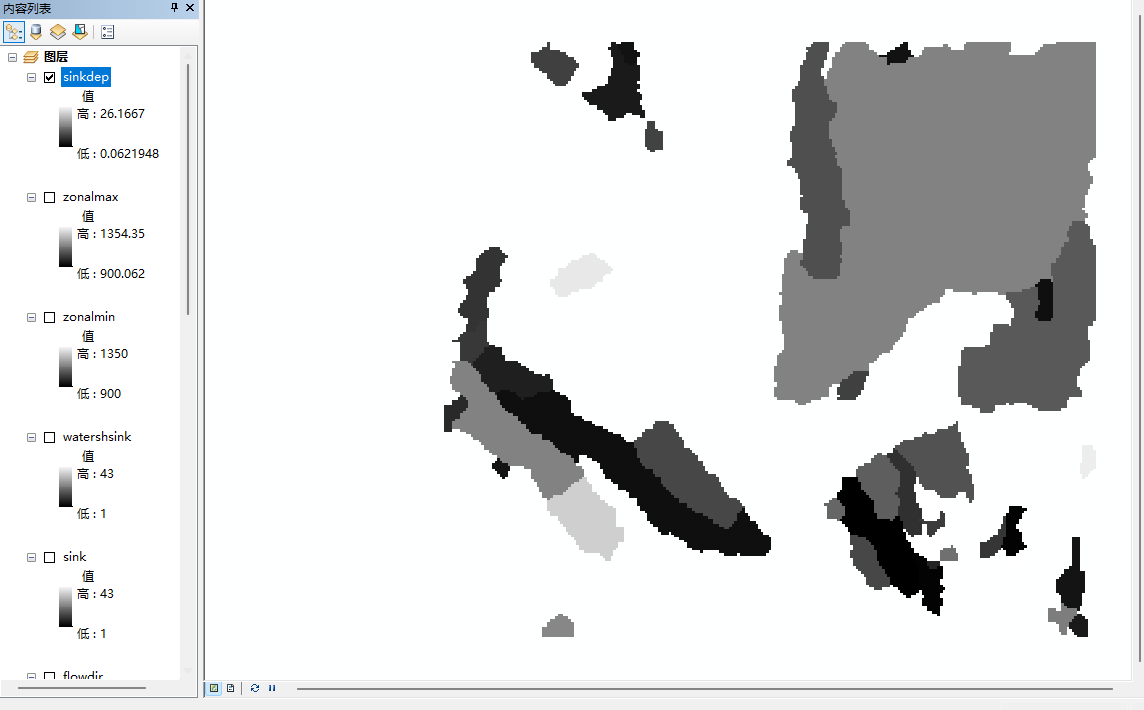 内容列表
图层
sinkdep
值
高 : 26.1667
低 : 0.0621948
zonalmax
值
高 : 1354.35
低 : 900.062
zonalmin
值
高 : 1350
低 : 900
watershsink
值
高 : 43
低 : 1
sink
值
高 : 43
低 : 1
flowdir